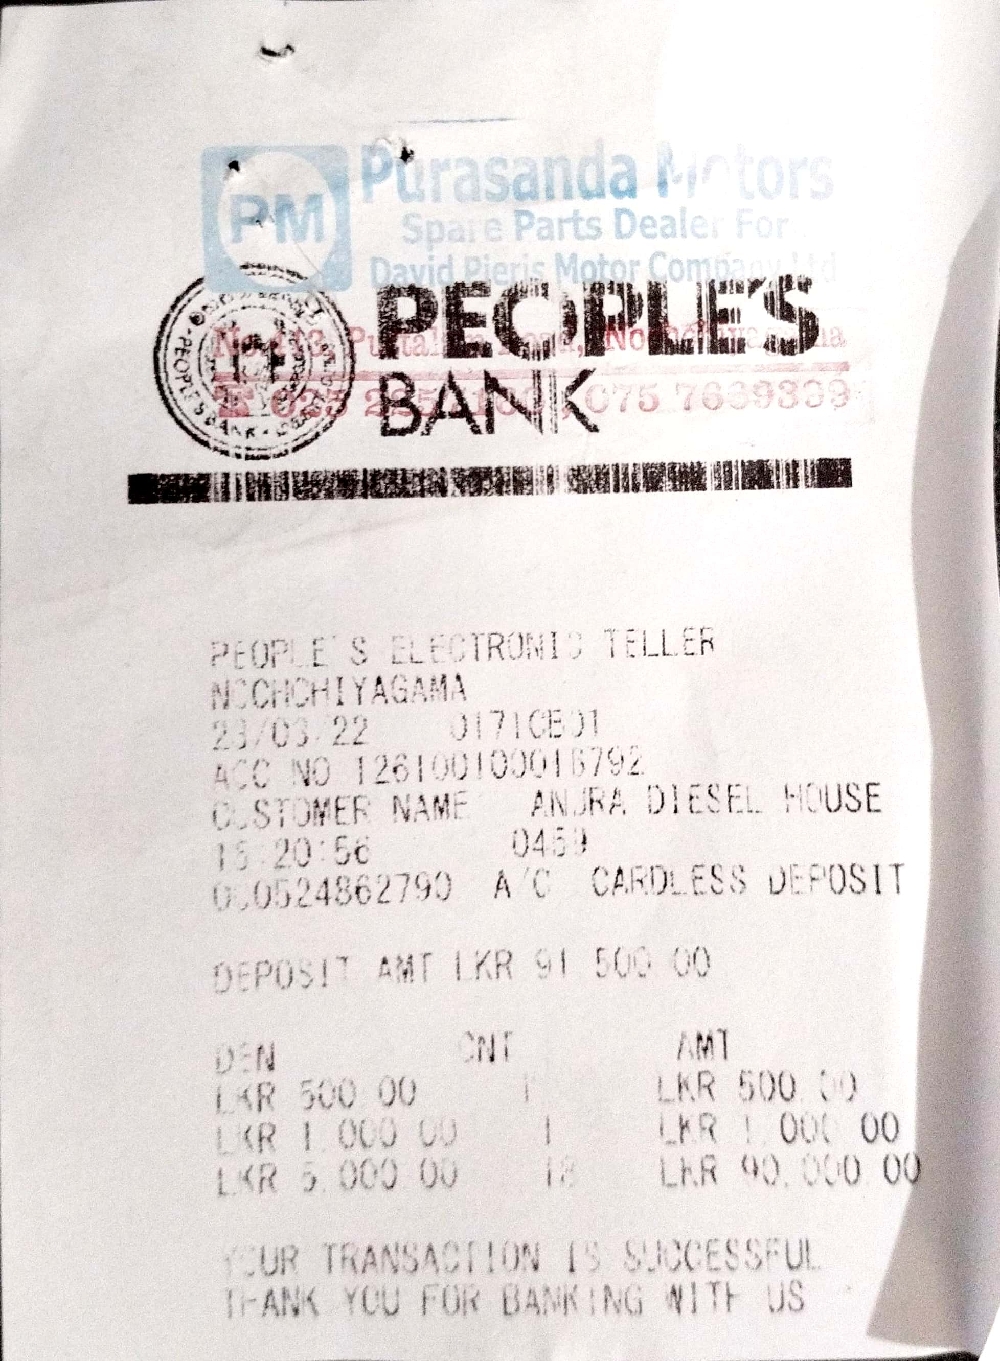 PM
Purasanda Motors
Spare Parts Dealer For
David Pieris Motor Company Ltd
PEOPLE'S
BANK
075 7639839
PEOPLE'S ELECTRONIC TELLER
NOCHCHIYAGAMA
23/03/22 0171CB01
ACC NO 126100100016792
CUSTOMER NAME ANURA DIESEL HOUSE
15:20:56 0459
000524862790 A/C CARDLESS DEPOSIT
DEPOSIT AMT LKR 91,500.00
DEN CNT AMT
LKR 500.00 1 LKR 500.00
LKR 1,000.00 1 LKR 1,000.00
LKR 5,000.00 18 LKR 90,000.00
YOUR TRANSACTION IS SUCCESSFUL
THANK YOU FOR BANKING WITH US